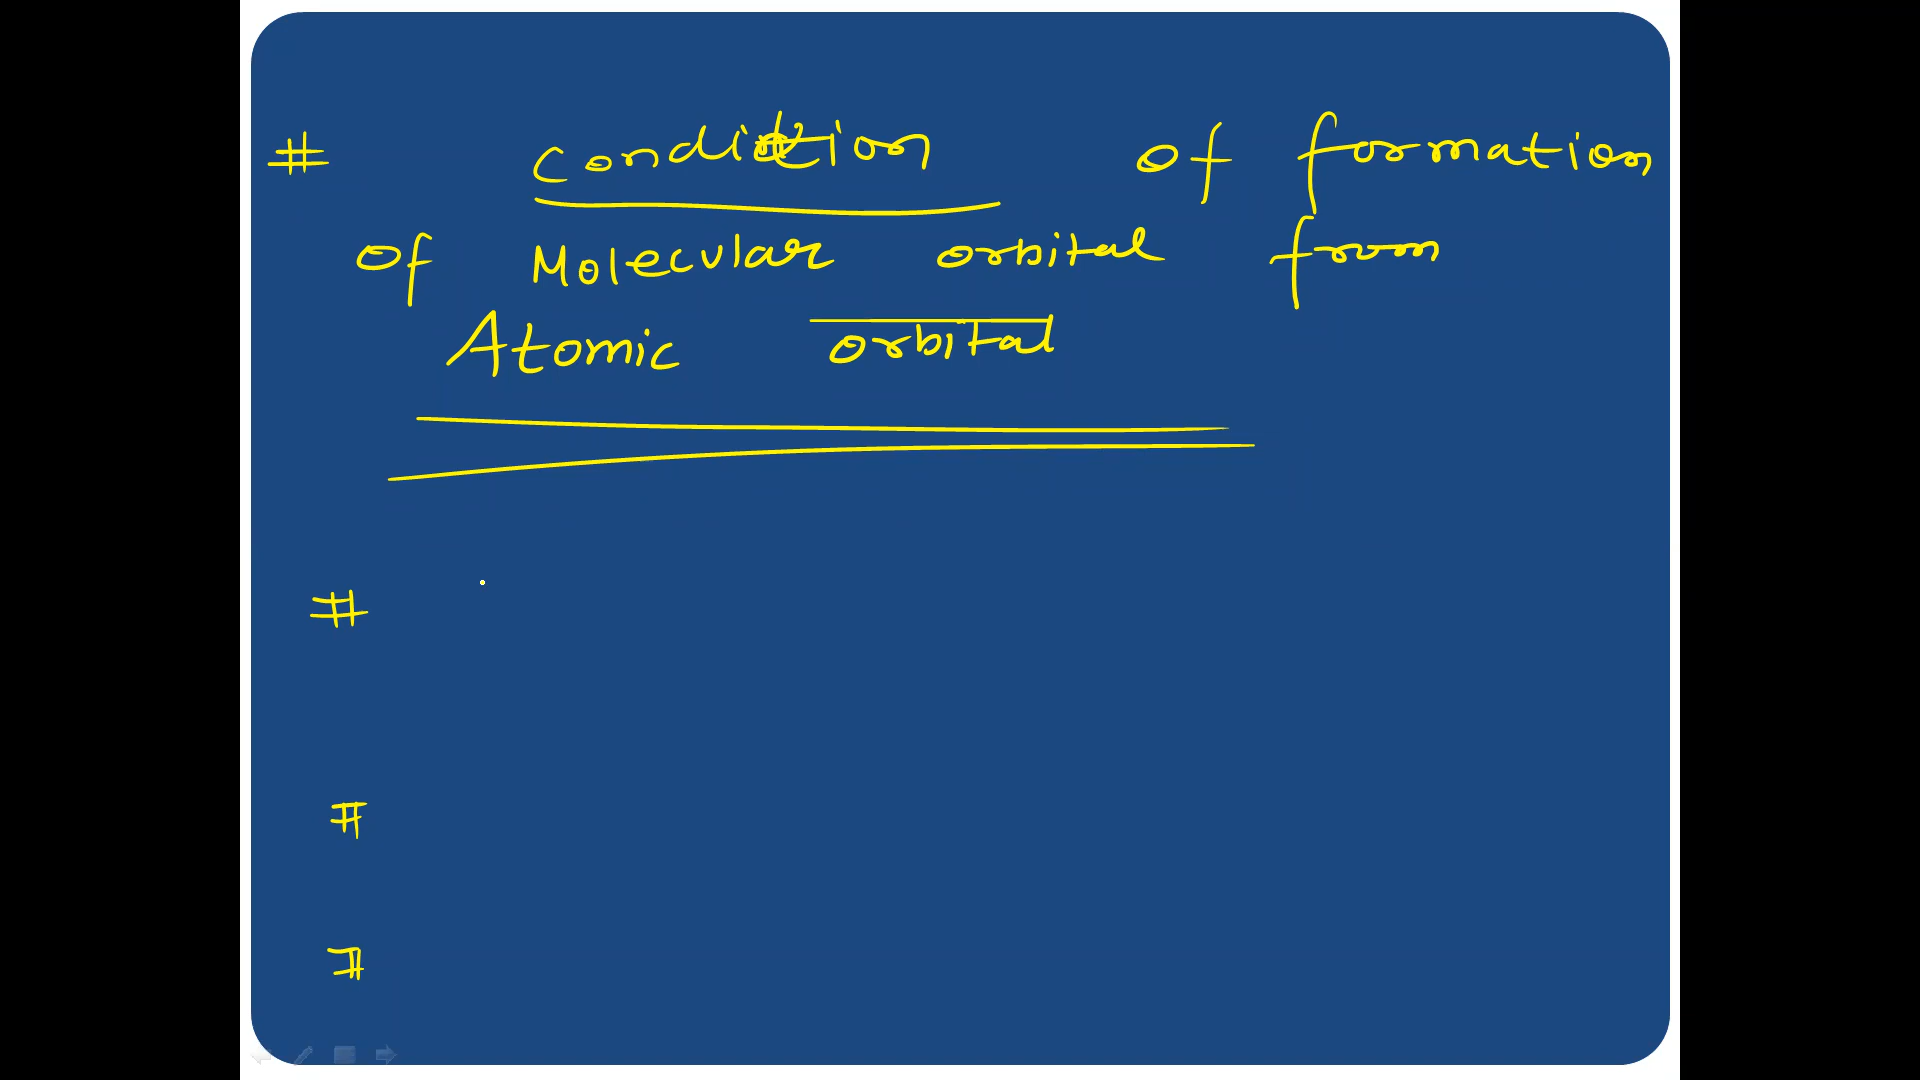 # Condition of formation
of Molecular orbital from
Atomic orbital
#
#
#